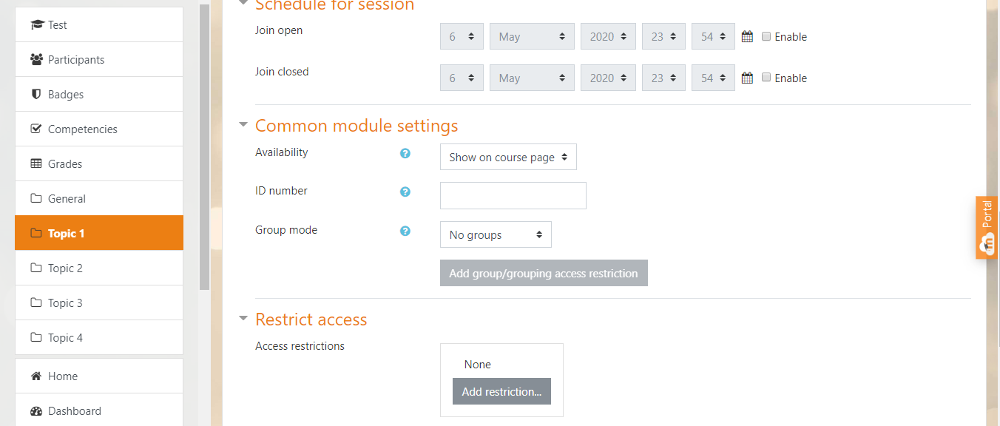 Test
Participants
Badges
Competencies
Grades
General
Topic 1
Topic 2
Topic 3
Topic 4
Home
Dashboard
Schedule for session
Join open
6 May 2020 23 54 Enable
Join closed
6 May 2020 23 54 Enable
Common module settings
Availability ? Show on course page
ID number ?
Group mode ? No groups
Add group/grouping access restriction
Restrict access
Access restrictions
None
Add restriction...
Portal
m